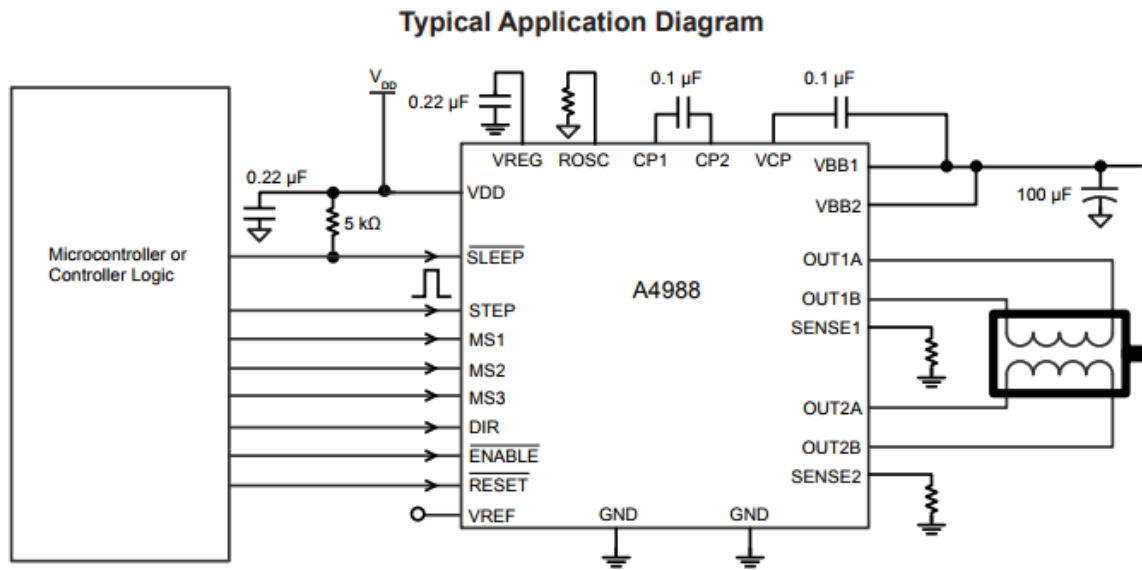 Typical Application Diagram
V_DD
0.22 µF
0.1 µF
0.1 µF
VREG
ROSC
CP1
CP2
VCP
VBB1
0.22 µF
VDD
5 kΩ
VBB2
100 µF
Microcontroller or
Controller Logic
SLEEP
OUT1A
A4988
OUT1B
STEP
SENSE1
MS1
MS2
MS3
OUT2A
DIR
OUT2B
ENABLE
SENSE2
RESET
VREF
GND
GND